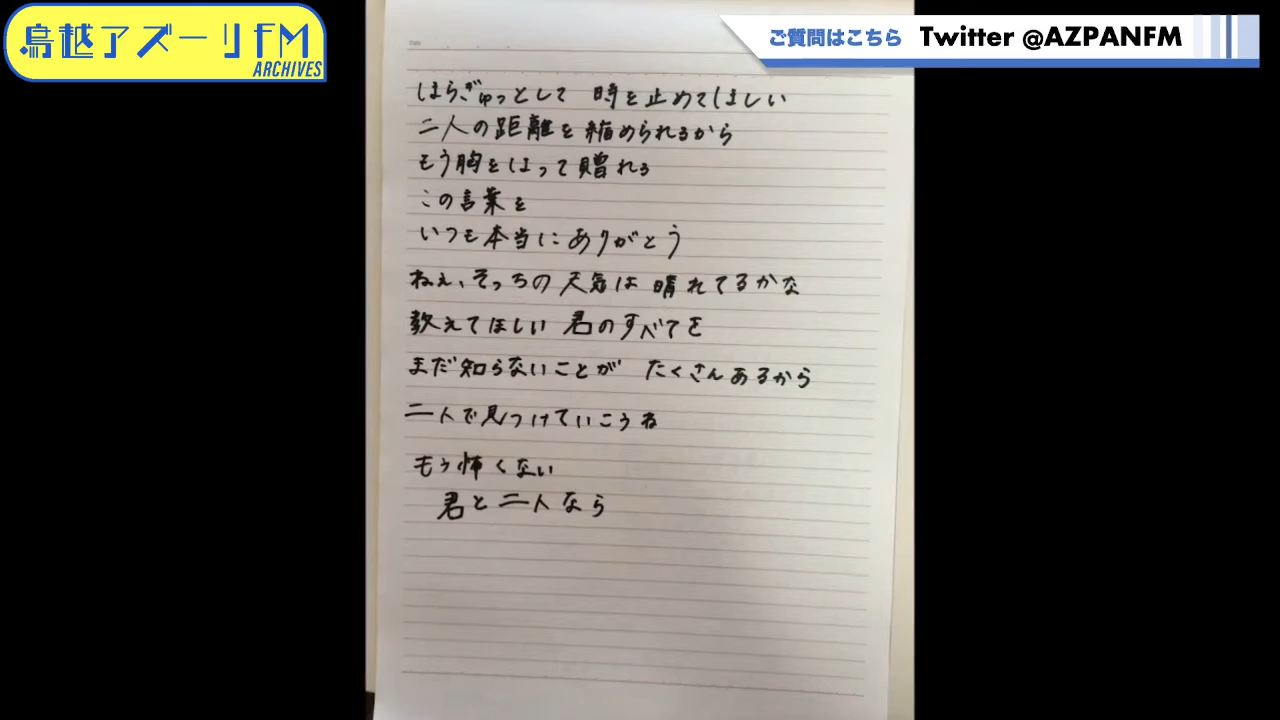 鳥越アズーリFM
ARCHIVES
ご質問はこちら Twitter @AZPANFM
Date
ほらぎゅっとして 時を止めてほしい
二人の距離を縮められるから
もう胸をはって贈れる
この言葉を
いつも本当にありがとう
ねぇ、そっちの天気は 晴れてるかな
教えてほしい 君のすべてを
まだ知らないことが たくさんあるから
二人で見つけていこうね
もう怖くない
君と二人なら